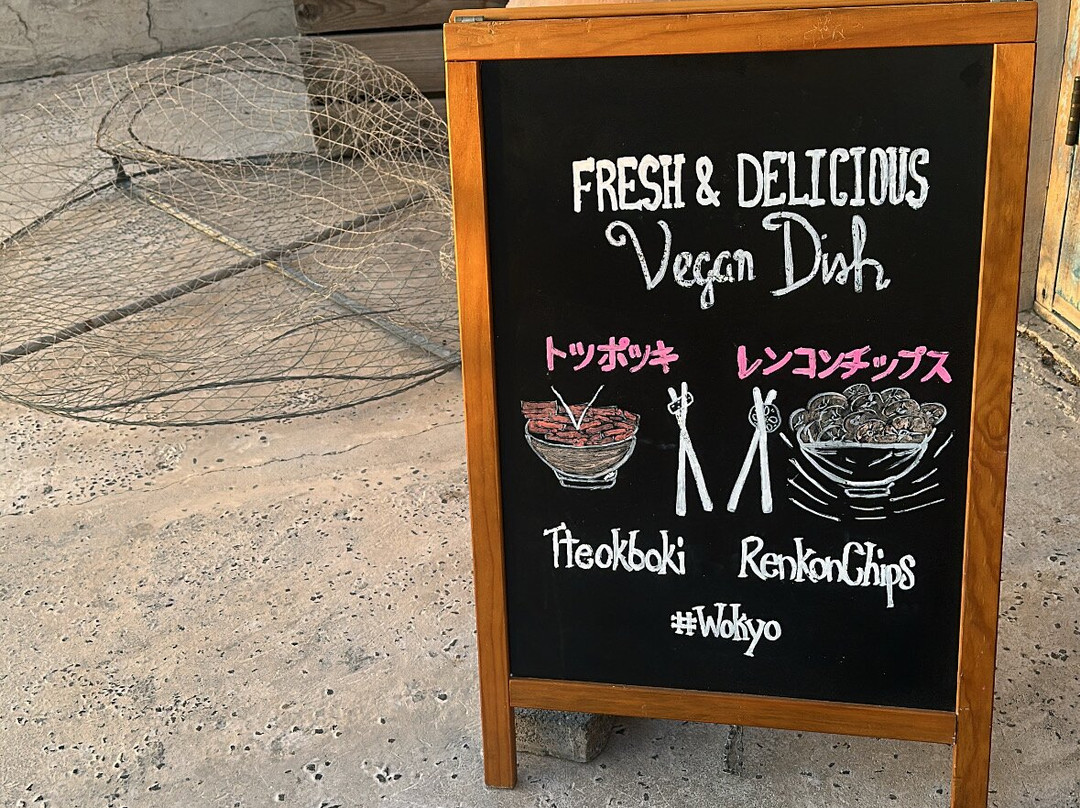 FRESH & DELICIOUS
Vegan Dish
トツポッキ レンコンチップス
Tteokboki RenkonChips
#Wokyo